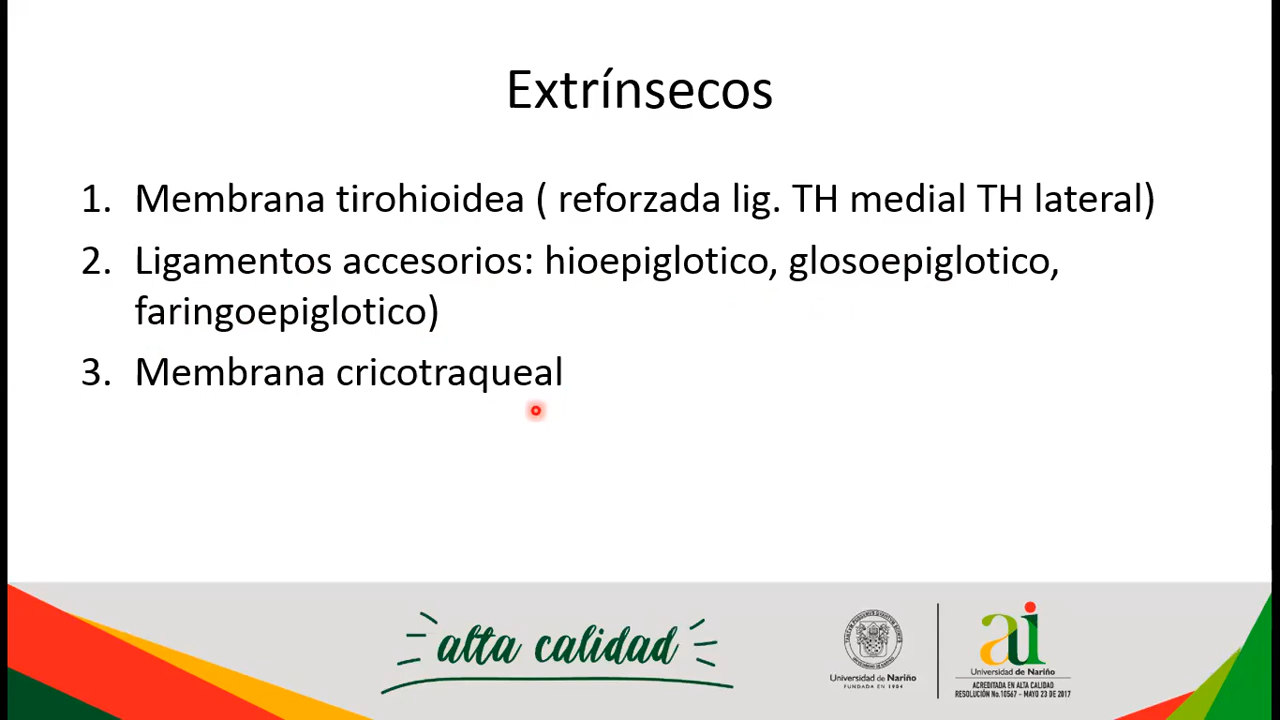 Extrínsecos
1. Membrana tirohioidea ( reforzada lig. TH medial TH lateral)
2. Ligamentos accesorios: hioepiglotico, glosoepiglotico,
faringoepiglotico)
3. Membrana cricotraqueal
alta calidad
Universidad de Nariño
FUNDADA EN 1904
ai
Universidad de Nariño
ACREDITADA EN ALTA CALIDAD
RESOLUCIÓN No.10567 - MAYO 23 DE 2017